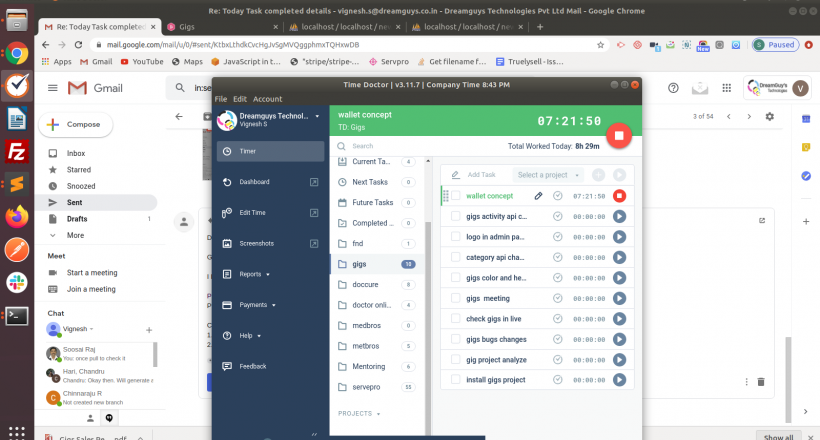 Re: Today Task completed details - vignesh.s@dreamguys.co.in - Dreamguys Technologies Pvt Ltd Mail - Google Chrome
Re: Today Task completed
Gigs
localhost / localhost / new
localhost / localhost / new
mail.google.com/mail/u/0/#sent/KtbxLthdkCvcHgJvSgMVQggphmxTQHxwDB
New
S Paused
Apps
Gmail
YouTube
Maps
JavaScript in t...
"stripe/stripe-...
Servpro
Get filename f...
Truelysell - Iss...
Gmail
in:se
DreamGuy's
Technologies
V
Compose
3 of 54
Inbox
Starred
Snoozed
Sent
Drafts 1
More
Meet
Start a meeting
Join a meeting
Chat
Vignesh
Soosai Raj
You: once pull to check it
Hari, Chandru
Chandru: Okay then. Will generate a
Chinnaraju R
Not created new branch
Time Doctor | v3.11.7 | Company Time 8:43 PM
File Edit Account
Dreamguys Technol...
Vignesh S
Timer
Dashboard
Edit Time
Screenshots
Reports
Payments
Help
Feedback
wallet concept
TD: Gigs
07:21:50
Search
Total Worked Today: 8h 29m
Current Ta... 4
Next Tasks 0
Future Tasks 0
Completed ... 0
fnd 1
gigs 10
doccure 8
doctor onli... 4
medbros 0
metbros 5
Mentoring 6
servepro 55
PROJECTS
Add Task
Select a project
wallet concept 07:21:50
gigs activity api c... 00:00:00
logo in admin pa... 00:00:00
category api cha... 00:00:00
gigs color and he... 00:00:00
gigs meeting 00:00:00
check gigs in live 00:00:00
gigs bugs changes 00:00:00
gig project analyze 00:00:00
install gigs project 00:00:00
Gigs Sales Re....pdf
Show all